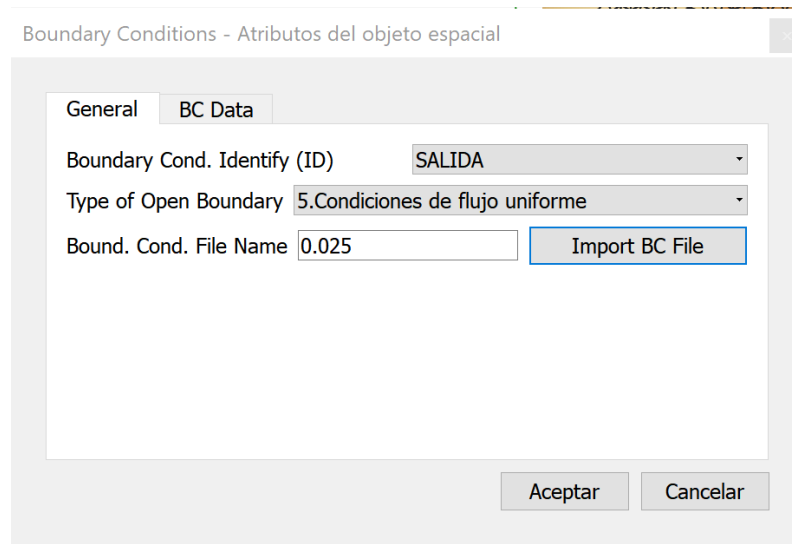 Boundary Conditions - Atributos del objeto espacial
General BC Data
Boundary Cond. Identify (ID) SALIDA
Type of Open Boundary 5.Condiciones de flujo uniforme
Bound. Cond. File Name 0.025 Import BC File
Aceptar Cancelar